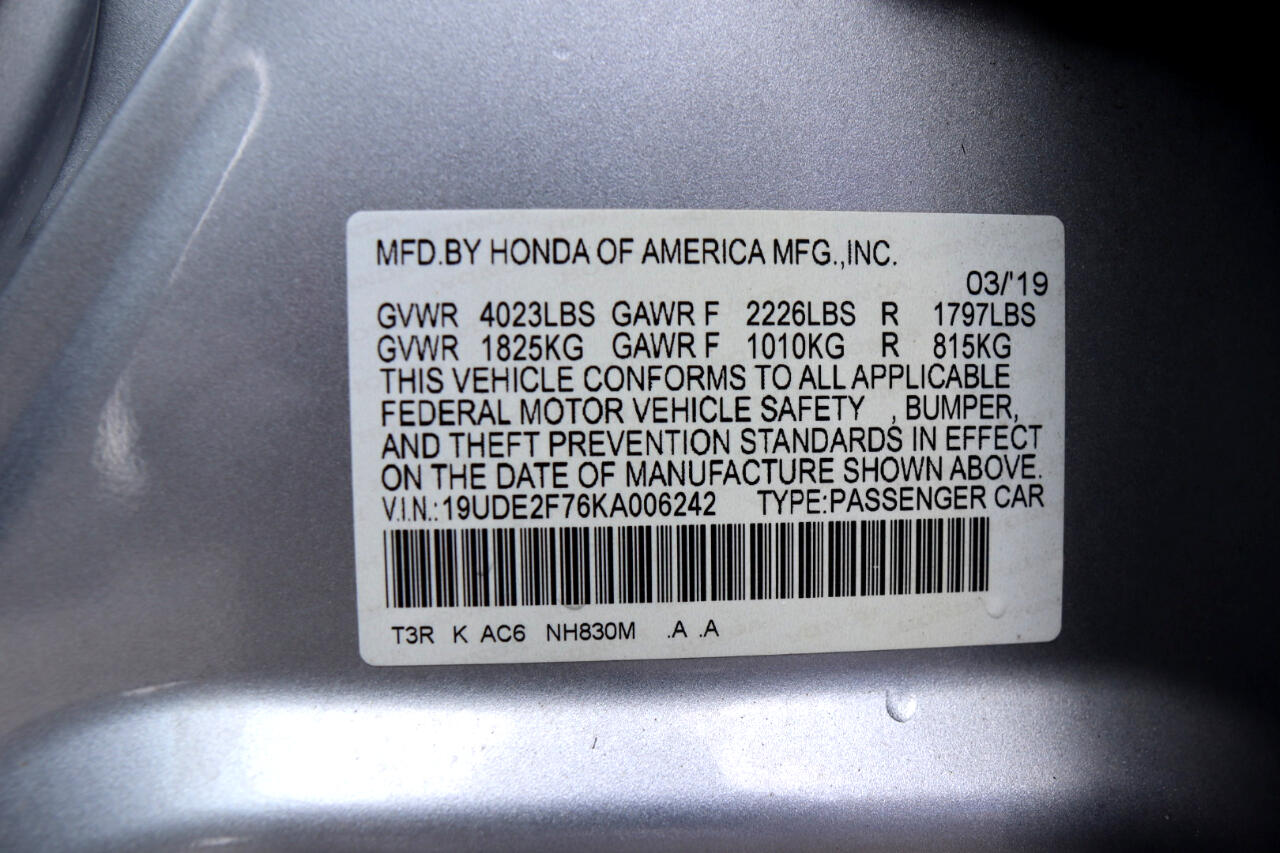 MFD.BY HONDA OF AMERICA MFG.,INC.
03/'19
GVWR 4023LBS GAWR F 2226LBS R 1797LBS
GVWR 1825KG GAWR F 1010KG R 815KG
THIS VEHICLE CONFORMS TO ALL APPLICABLE
FEDERAL MOTOR VEHICLE SAFETY , BUMPER,
AND THEFT PREVENTION STANDARDS IN EFFECT
ON THE DATE OF MANUFACTURE SHOWN ABOVE.
V.I.N.: 19UDE2F76KA006242 TYPE:PASSENGER CAR
T3R K AC6 NH830M .A .A